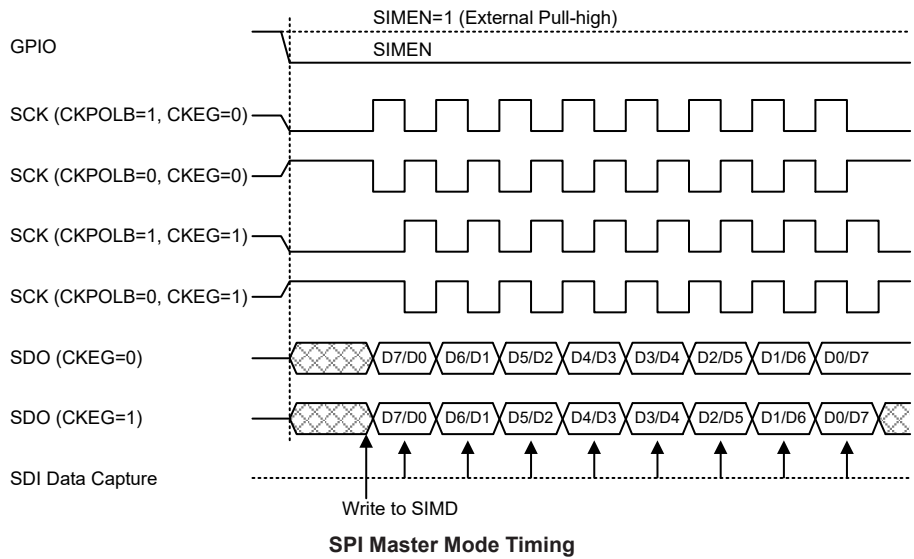 SIMEN=1 (External Pull-high)
GPIO
SIMEN
SCK (CKPOLB=1, CKEG=0)
SCK (CKPOLB=0, CKEG=0)
SCK (CKPOLB=1, CKEG=1)
SCK (CKPOLB=0, CKEG=1)
SDO (CKEG=0) D7/D0 D6/D1 D5/D2 D4/D3 D3/D4 D2/D5 D1/D6 D0/D7
SDO (CKEG=1) D7/D0 D6/D1 D5/D2 D4/D3 D3/D4 D2/D5 D1/D6 D0/D7
SDI Data Capture
Write to SIMD
SPI Master Mode Timing